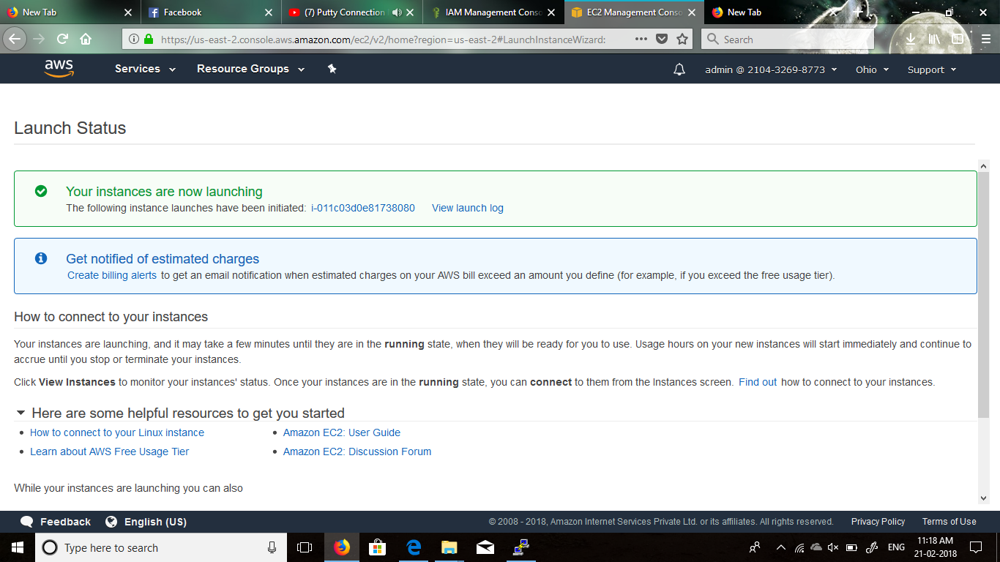 New Tab
Facebook
(7) Putty Connection
IAM Management Conso
EC2 Management Conso
New Tab
https://us-east-2.console.aws.amazon.com/ec2/v2/home?region=us-east-2#LaunchInstanceWizard:
Search
aws
Services
Resource Groups
admin @ 2104-3269-8773
Ohio
Support
Launch Status
Your instances are now launching
The following instance launches have been initiated: i-011c03d0e81738080 View launch log
Get notified of estimated charges
Create billing alerts to get an email notification when estimated charges on your AWS bill exceed an amount you define (for example, if you exceed the free usage tier).
How to connect to your instances
Your instances are launching, and it may take a few minutes until they are in the running state, when they will be ready for you to use. Usage hours on your new instances will start immediately and continue to
accrue until you stop or terminate your instances.
Click View Instances to monitor your instances' status. Once your instances are in the running state, you can connect to them from the Instances screen. Find out how to connect to your instances.
Here are some helpful resources to get you started
• How to connect to your Linux instance
• Amazon EC2: User Guide
• Learn about AWS Free Usage Tier
• Amazon EC2: Discussion Forum
While your instances are launching you can also
Feedback
English (US)
© 2008 - 2018, Amazon Internet Services Private Ltd. or its affiliates. All rights reserved.
Privacy Policy
Terms of Use
Type here to search
ENG
11:18 AM
21-02-2018